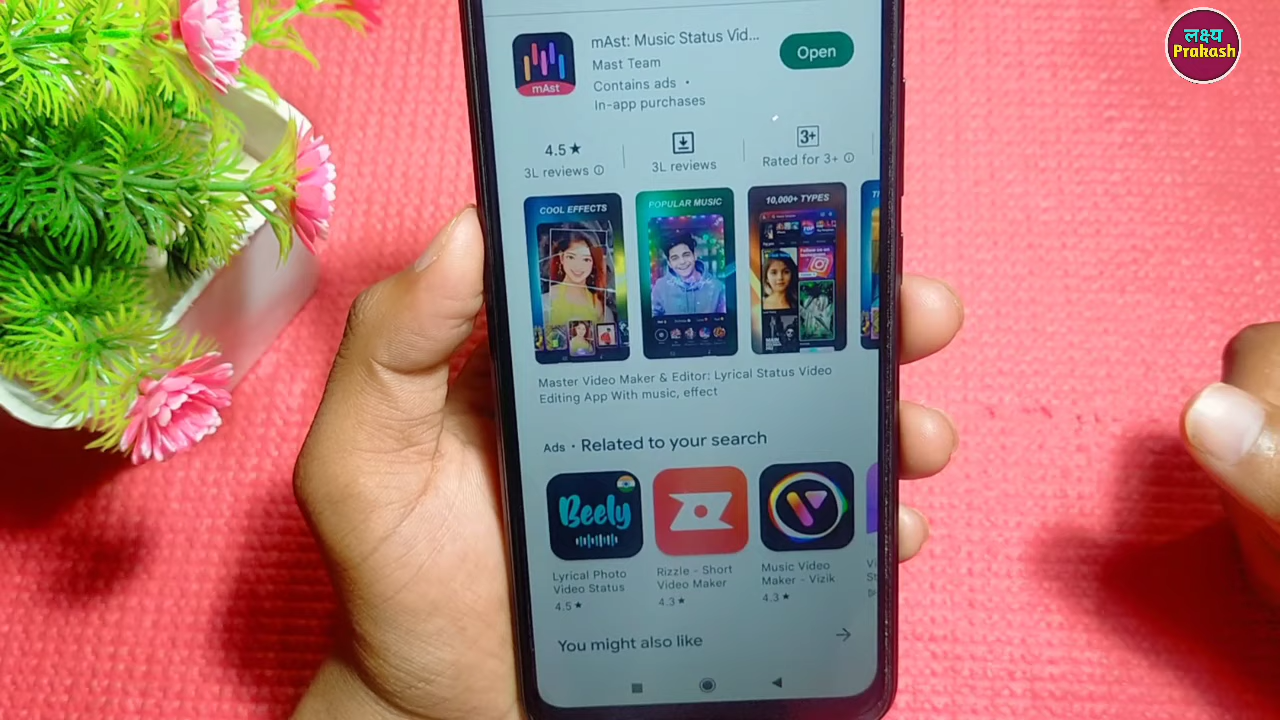 लक्ष्य
Prakash
mAst: Music Status Vid...
Mast Team
Contains ads •
In-app purchases
Open
mAst
4.5★
3L reviews
3L reviews
3+
Rated for 3+
COOL EFFECTS
POPULAR MUSIC
10,000+ TYPES
Master Video Maker & Editor: Lyrical Status Video
Editing App With music, effect
Ads • Related to your search
Beely
Lyrical Photo
Video Status
4.5★
Rizzle - Short
Video Maker
4.3★
Music Video
Maker - Vizik
4.3★
You might also like